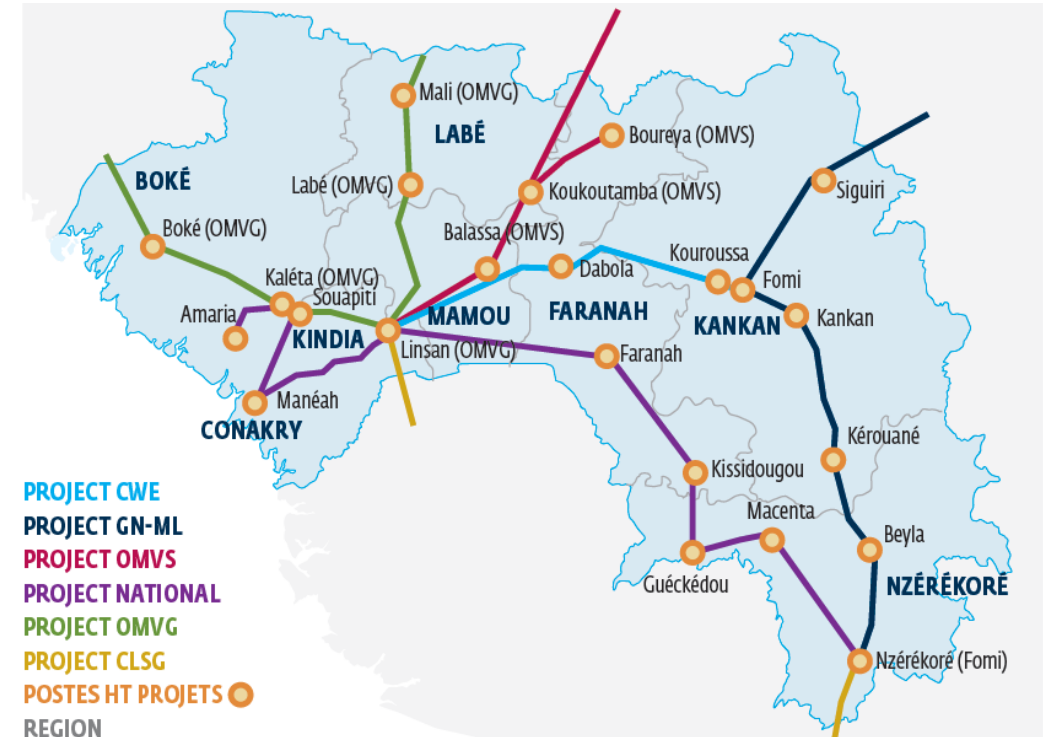 Mali (OMVG)
LABÉ
Boureya (OMVS)
BOKÉ
Labé (OMVG)
Koukoutamba (OMVS)
Siguiri
Boké (OMVG)
Balassa (OMVS)
Kouroussa
Dabola
Kaléta (OMVG)
Fomi
Souapiti
Amaria
MAMOU
FARANAH
KANKAN
Kankan
KINDIA
Linsan (OMVG)
Faranah
Manéah
CONAKRY
Kérouané
Kissidougou
PROJECT CWE
Macenta
PROJECT GN-ML
Beyla
PROJECT OMVS
Guéckédou
NZÉRÉKORÉ
PROJECT NATIONAL
PROJECT OMVG
PROJECT CLSG
Nzérékoré (Fomi)
POSTES HT PROJETS
REGION